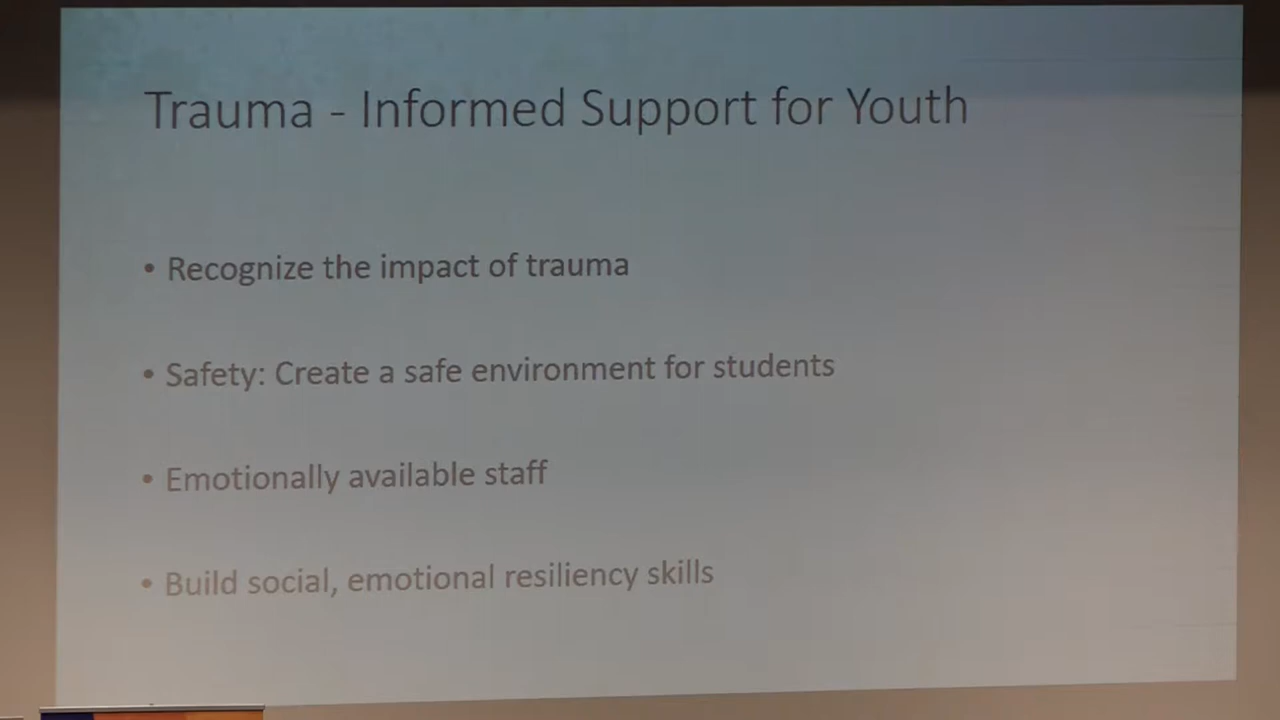 Trauma - Informed Support for Youth
• Recognize the impact of trauma
• Safety: Create a safe environment for students
• Emotionally available staff
• Build social, emotional resiliency skills